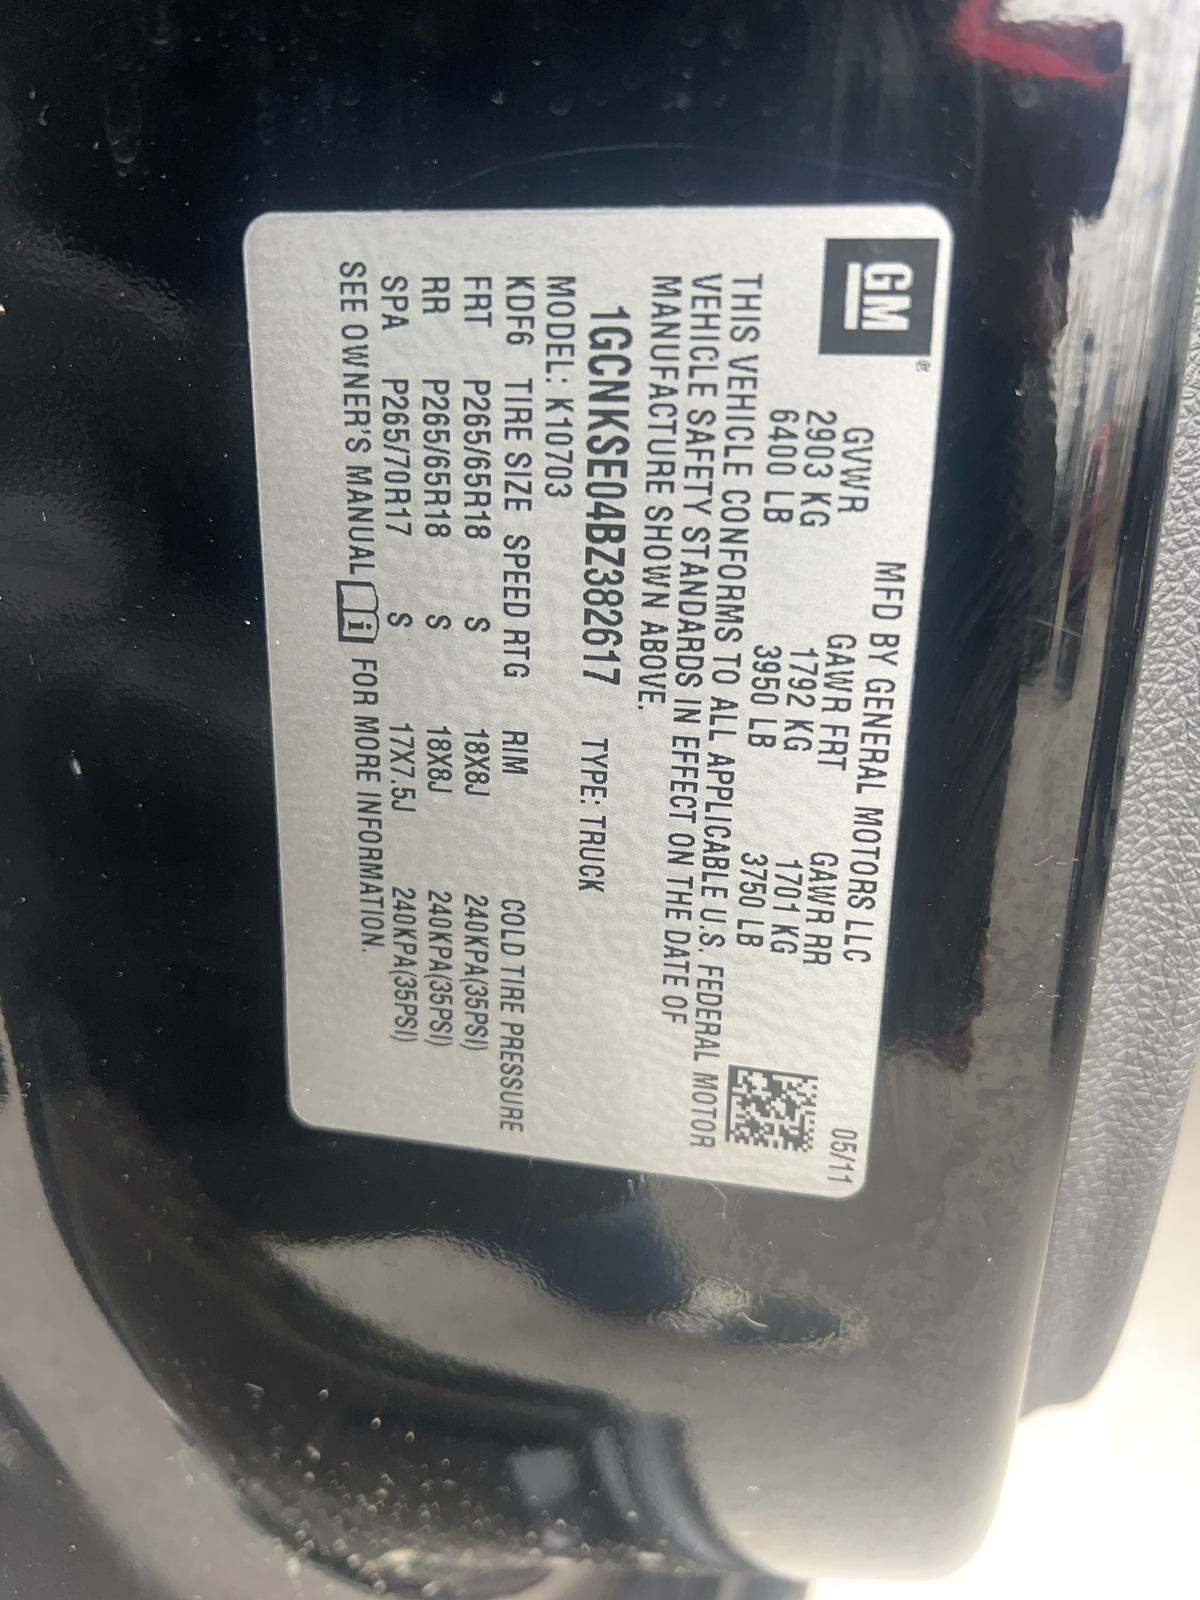 GM ®
MFD BY GENERAL MOTORS LLC 05/11
GVWR GAWR FRT GAWR RR
2903 KG 1792 KG 1701 KG
6400 LB 3950 LB 3750 LB
THIS VEHICLE CONFORMS TO ALL APPLICABLE U.S. FEDERAL MOTOR
VEHICLE SAFETY STANDARDS IN EFFECT ON THE DATE OF
MANUFACTURE SHOWN ABOVE.
1GCNKSE04BZ382617 TYPE: TRUCK
MODEL: K10703
KDF6 TIRE SIZE SPEED RTG RIM COLD TIRE PRESSURE
FRT P265/65R18 S 18X8J 240KPA(35PSI)
RR P265/65R18 S 18X8J 240KPA(35PSI)
SPA P265/70R17 S 17X7.5J 240KPA(35PSI)
SEE OWNER'S MANUAL i FOR MORE INFORMATION.